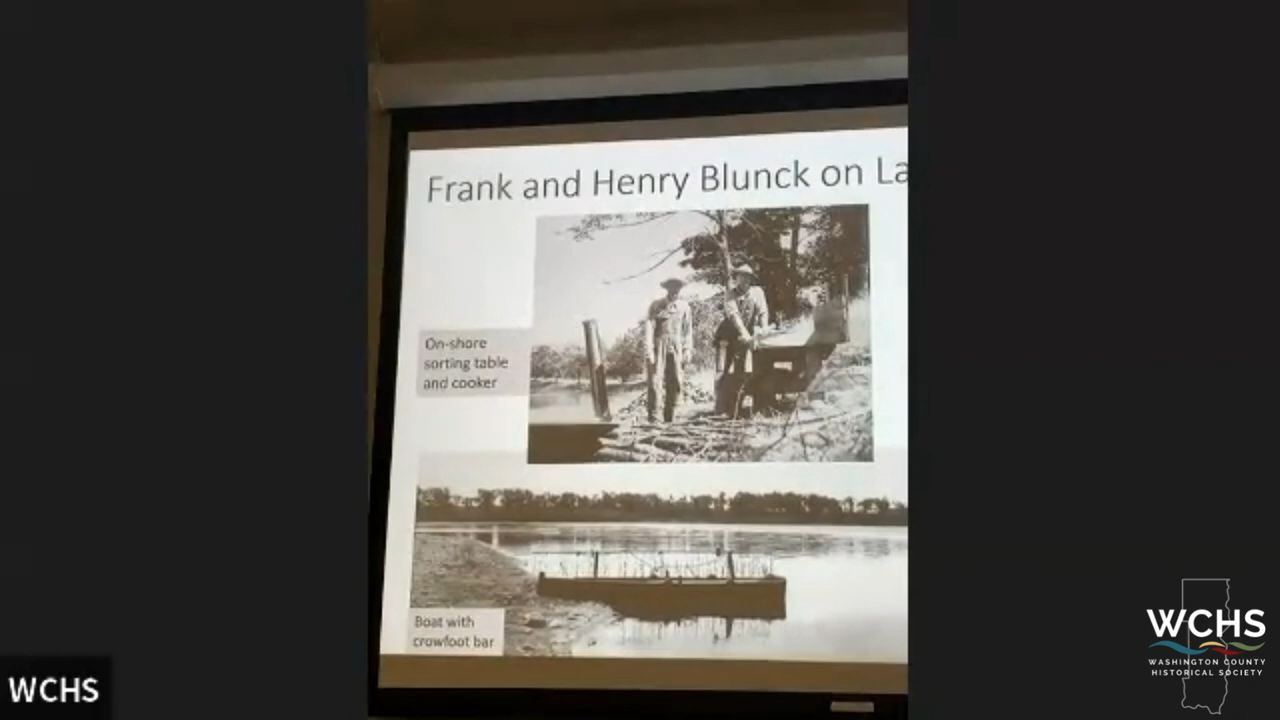 Frank and Henry Blunck on La
On-shore
sorting table
and cooker
Boat with
crowfoot bar
WCHS
WCHS
WASHINGTON COUNTY
HISTORICAL SOCIETY